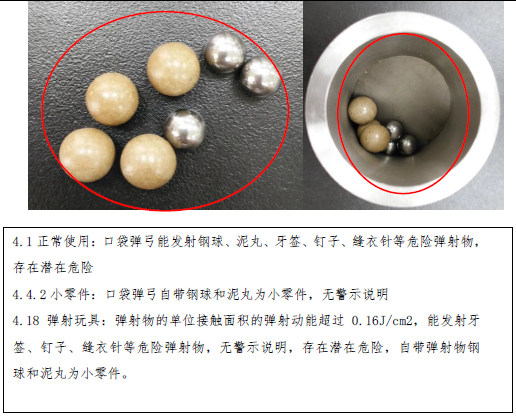 4.1 正常使用：口袋弹弓能发射钢球、泥丸、牙签、钉子、缝衣针等危险弹射物，
存在潜在危险
4.4.2 小零件：口袋弹弓自带钢球和泥丸为小零件，无警示说明
4.18 弹射玩具：弹射物的单位接触面积的弹射动能超过 0.16J/cm2，能发射牙
签、钉子、缝衣针等危险弹射物，无警示说明，存在潜在危险，自带弹射物钢
球和泥丸为小零件。